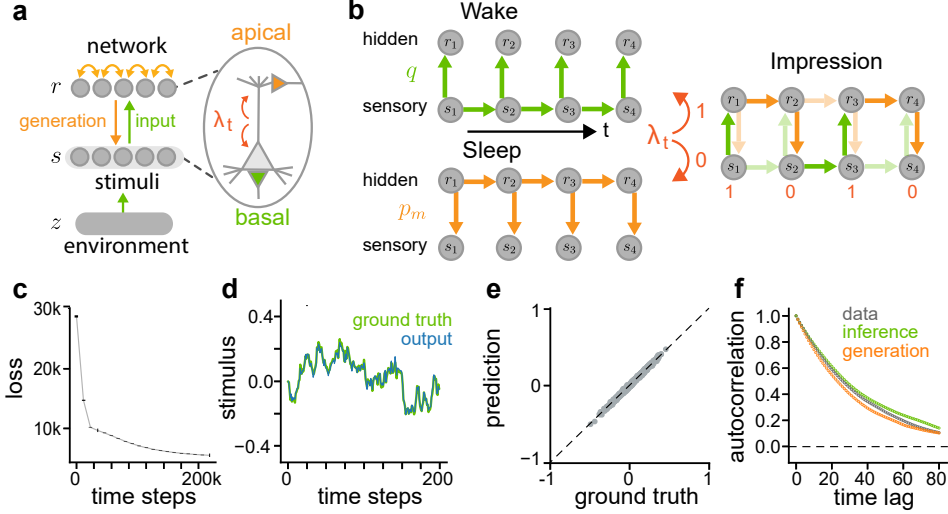 a
network
r
generation
input
s
stimuli
z
environment
apical
λt
basal
b
Wake
hidden
r1 r2 r3 r4
q
sensory
s1 s2 s3 s4
t
Sleep
hidden
r1 r2 r3 r4
pm
sensory
s1 s2 s3 s4
λt
1
0
Impression
r1 r2 r3 r4
s1 s2 s3 s4
1 0 1 0
c
loss
30k
20k
10k
0 200k
time steps
d
stimulus
0.4
0.0
−0.4
ground truth
output
0 200
time steps
e
prediction
1
0
-1
-1 0 1
ground truth
f
autocorrelation
1.0
0.8
0.6
0.4
0.2
0.0
data
inference
generation
0 20 40 60 80
time lag